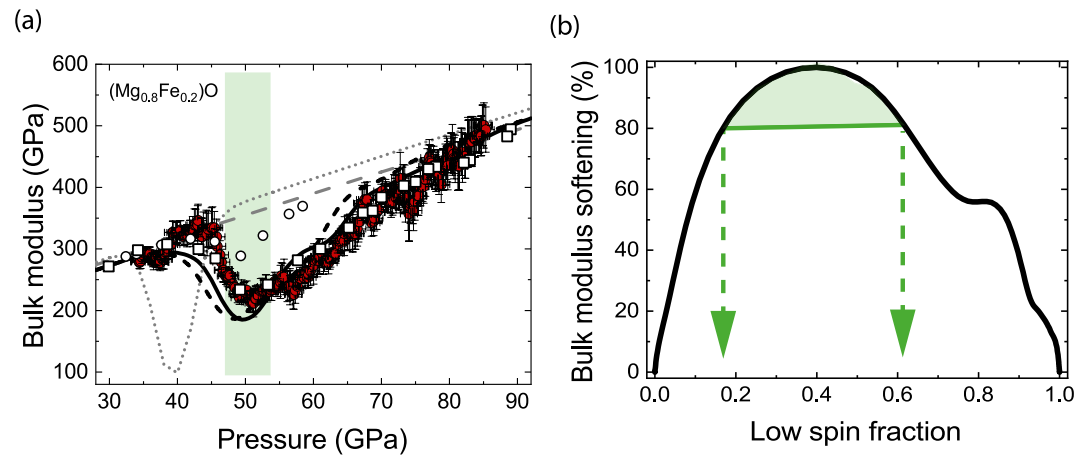 (a)
600
500
400
300
200
100
Bulk modulus (GPa)
(Mg0.8Fe0.2)O
30 40 50 60 70 80 90
Pressure (GPa)
(b)
100
80
60
40
20
0
Bulk modulus softening (%)
0.0 0.2 0.4 0.6 0.8 1.0
Low spin fraction